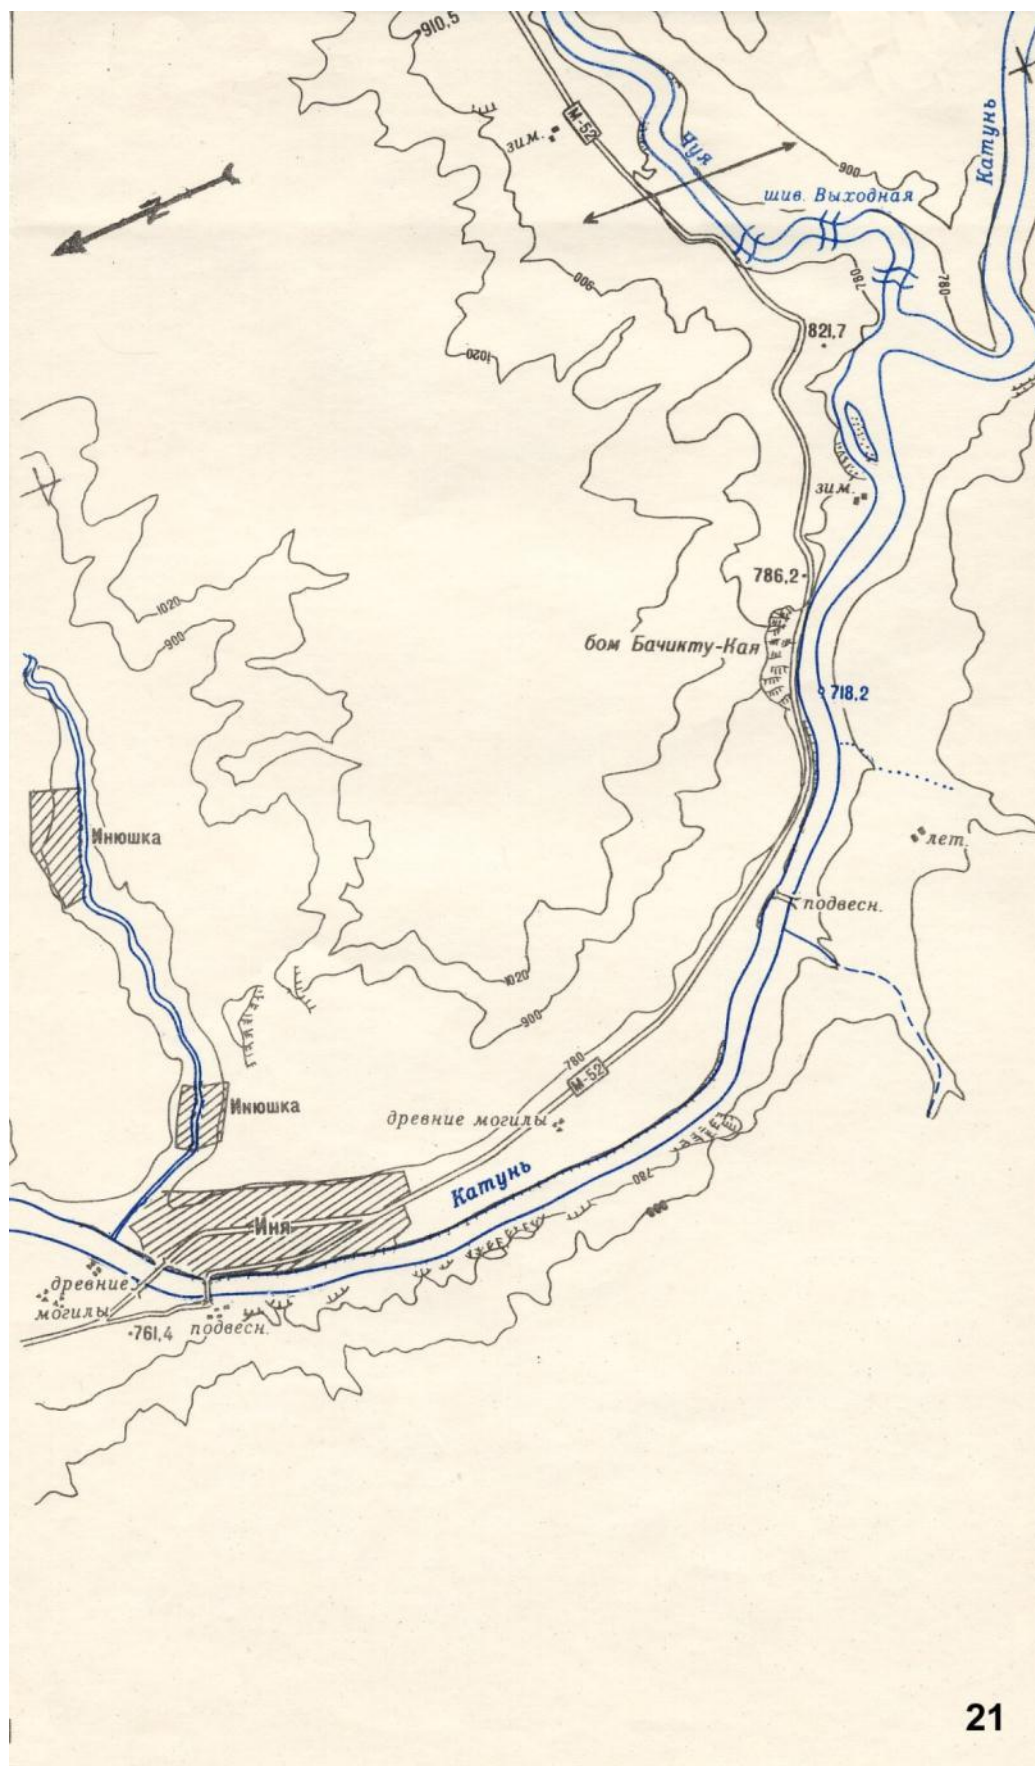 910,5
М-52
зим.
Чуя
Катунь
900
N
шив. Выходная
780
780
900
821,7
1020
зим.
786,2
1020
900
бом Бачикту-Кая
718,2
Инюшка
лет.
подвесн.
1020
900
780
М-52
Инюшка
древние могилы
Катунь
780
900
Иня
древние
могилы
761,4
подвесн.
21